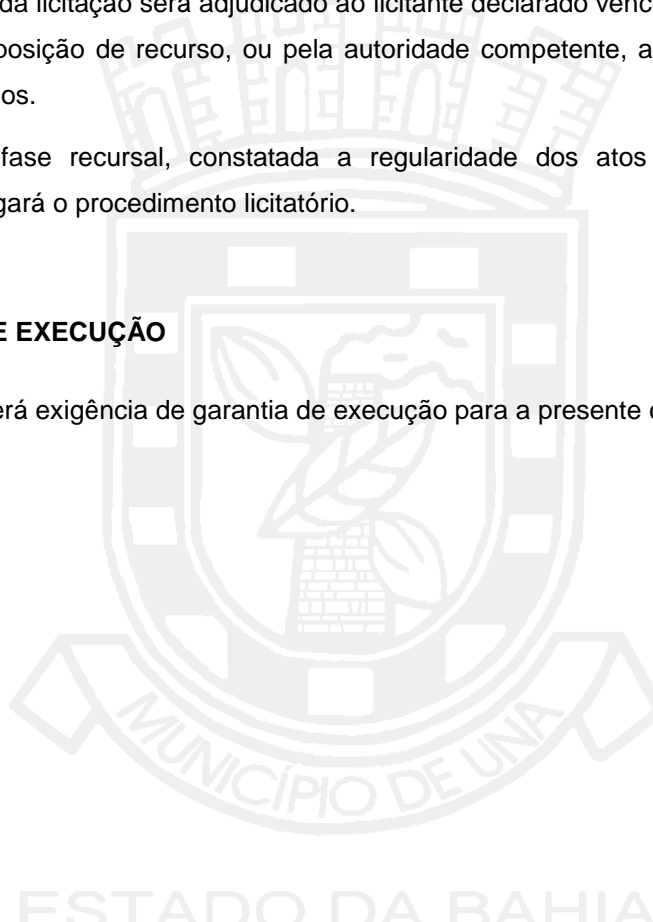 da licitação será adjudicado ao licitante declarado
posição de recurso, ou pela autoridade competente,
os.
fase recursal, constatada a regularidade dos atos
gará o procedimento licitatório.
E EXECUÇÃO
erá exigência de garantia de execução para a presente
MUNICÍPIO DE UNA
ESTADO DA BAHIA